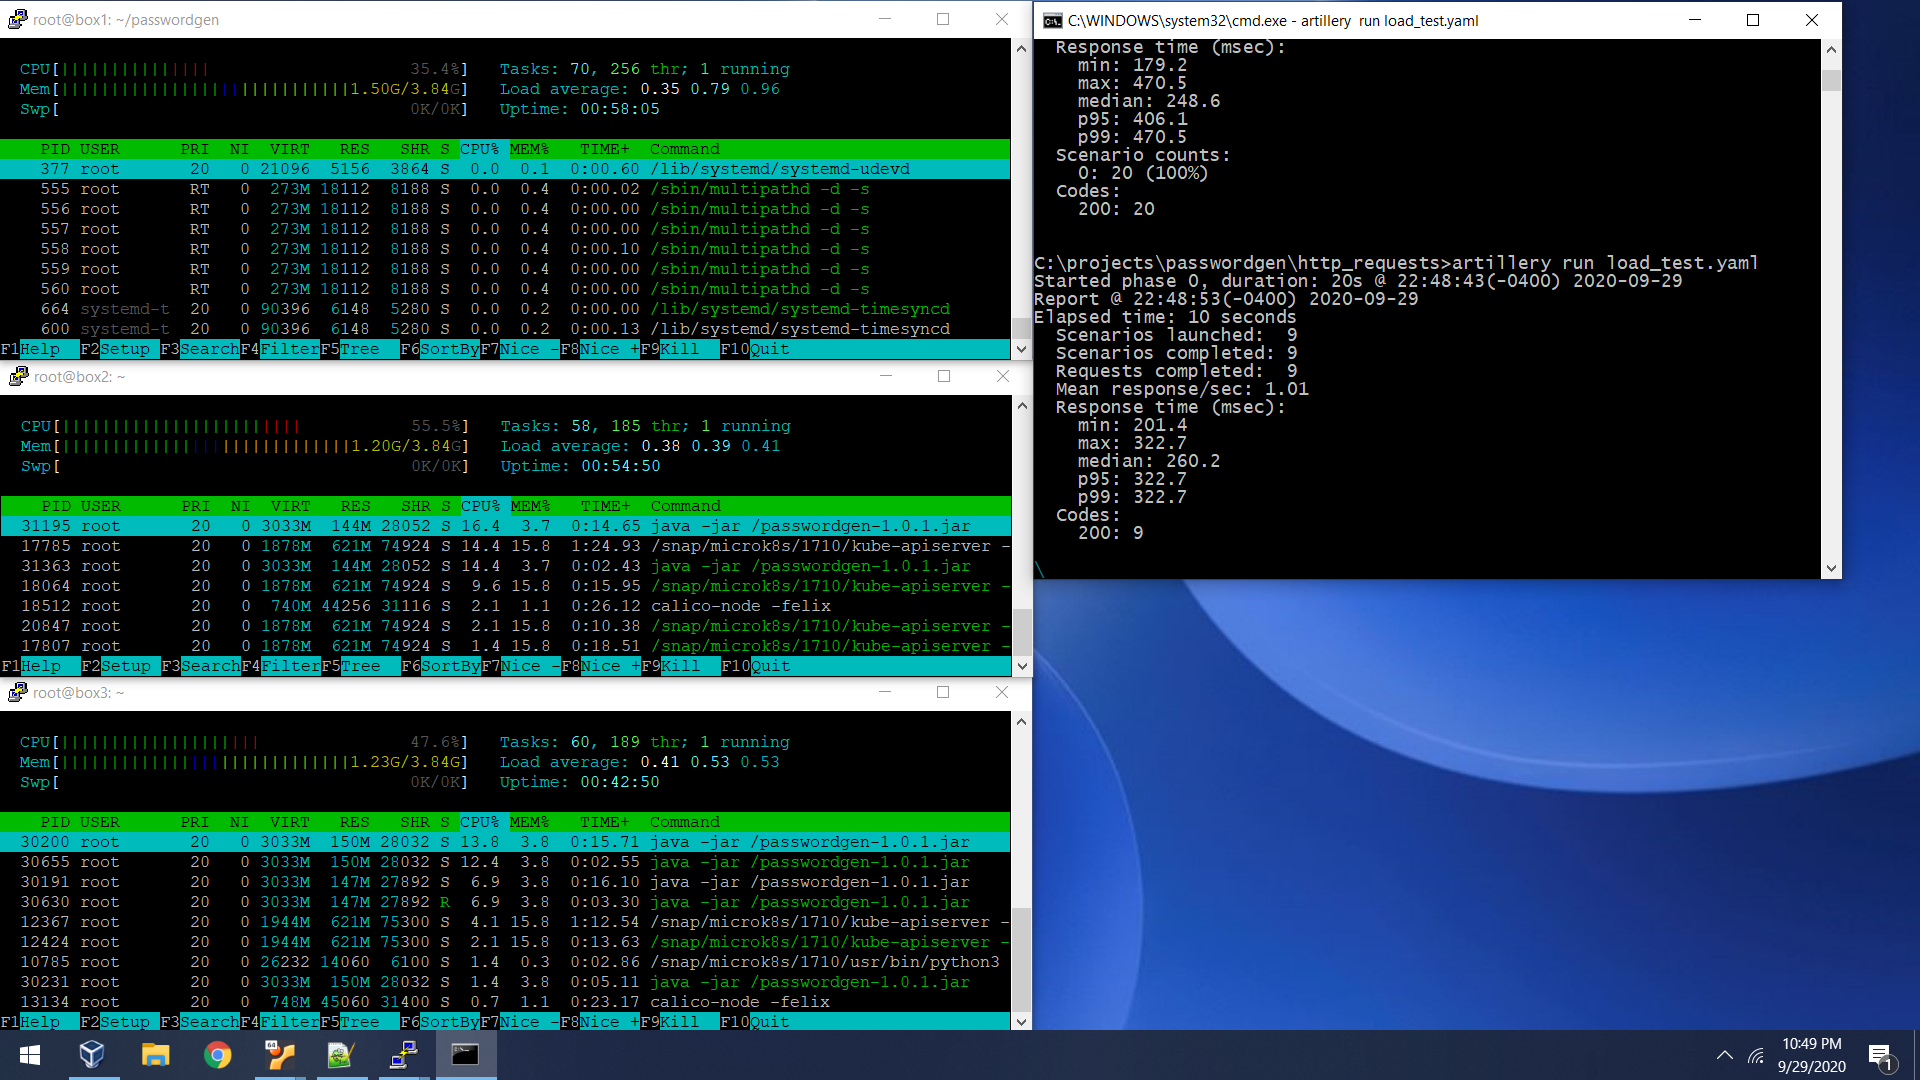 root@box1: ~/passwordgen
CPU[||||||||||||||| 35.4%] Tasks: 70, 256 thr; 1 running
Mem[|||||||||||||||||||||||||||||1.50G/3.84G] Load average: 0.35 0.79 0.96
Swp[ 0K/0K] Uptime: 00:58:05
PID USER PRI NI VIRT RES SHR S CPU% MEM% TIME+ Command
377 root 20 0 21096 5156 3864 S 0.0 0.1 0:00.60 /lib/systemd/systemd-udevd
555 root RT 0 273M 18112 8188 S 0.0 0.4 0:00.02 /sbin/multipathd -d -s
556 root RT 0 273M 18112 8188 S 0.0 0.4 0:00.00 /sbin/multipathd -d -s
557 root RT 0 273M 18112 8188 S 0.0 0.4 0:00.00 /sbin/multipathd -d -s
558 root RT 0 273M 18112 8188 S 0.0 0.4 0:00.10 /sbin/multipathd -d -s
559 root RT 0 273M 18112 8188 S 0.0 0.4 0:00.00 /sbin/multipathd -d -s
560 root RT 0 273M 18112 8188 S 0.0 0.4 0:00.00 /sbin/multipathd -d -s
664 systemd-t 20 0 90396 6148 5280 S 0.0 0.2 0:00.00 /lib/systemd/systemd-timesyncd
600 systemd-t 20 0 90396 6148 5280 S 0.0 0.2 0:00.13 /lib/systemd/systemd-timesyncd
F1Help F2Setup F3SearchF4FilterF5Tree F6SortByF7Nice -F8Nice +F9Kill F10Quit
root@box2: ~
CPU[|||||||||||||||||||||||| 55.5%] Tasks: 58, 185 thr; 1 running
Mem[|||||||||||||||||||||||||||||1.20G/3.84G] Load average: 0.38 0.39 0.41
Swp[ 0K/0K] Uptime: 00:54:50
PID USER PRI NI VIRT RES SHR S CPU% MEM% TIME+ Command
31195 root 20 0 3033M 144M 28052 S 16.4 3.7 0:14.65 java -jar /passwordgen-1.0.1.jar
17785 root 20 0 1878M 621M 74924 S 14.4 15.8 1:24.93 /snap/microk8s/1710/kube-apiserver -
31363 root 20 0 3033M 144M 28052 S 14.4 3.7 0:02.43 java -jar /passwordgen-1.0.1.jar
18064 root 20 0 1878M 621M 74924 S 9.6 15.8 0:15.95 /snap/microk8s/1710/kube-apiserver -
18512 root 20 0 740M 44256 31116 S 2.1 1.1 0:26.12 calico-node -felix
20847 root 20 0 1878M 621M 74924 S 2.1 15.8 0:10.38 /snap/microk8s/1710/kube-apiserver -
17807 root 20 0 1878M 621M 74924 S 1.4 15.8 0:18.51 /snap/microk8s/1710/kube-apiserver -
F1Help F2Setup F3SearchF4FilterF5Tree F6SortByF7Nice -F8Nice +F9Kill F10Quit
root@box3: ~
CPU[|||||||||||||||||||| 47.6%] Tasks: 60, 189 thr; 1 running
Mem[|||||||||||||||||||||||||||||1.23G/3.84G] Load average: 0.41 0.53 0.53
Swp[ 0K/0K] Uptime: 00:42:50
PID USER PRI NI VIRT RES SHR S CPU% MEM% TIME+ Command
30200 root 20 0 3033M 150M 28032 S 13.8 3.8 0:15.71 java -jar /passwordgen-1.0.1.jar
30655 root 20 0 3033M 150M 28032 S 12.4 3.8 0:02.55 java -jar /passwordgen-1.0.1.jar
30191 root 20 0 3033M 147M 27892 S 6.9 3.8 0:16.10 java -jar /passwordgen-1.0.1.jar
30630 root 20 0 3033M 147M 27892 R 6.9 3.8 0:03.30 java -jar /passwordgen-1.0.1.jar
12367 root 20 0 1944M 621M 75300 S 4.1 15.8 1:12.54 /snap/microk8s/1710/kube-apiserver -
12424 root 20 0 1944M 621M 75300 S 2.1 15.8 0:13.63 /snap/microk8s/1710/kube-apiserver -
10785 root 20 0 26232 14060 6100 S 1.4 0.3 0:02.86 /snap/microk8s/1710/usr/bin/python3
30231 root 20 0 3033M 150M 28032 S 1.4 3.8 0:05.11 java -jar /passwordgen-1.0.1.jar
13134 root 20 0 748M 45060 31400 S 0.7 1.1 0:23.17 calico-node -felix
F1Help F2Setup F3SearchF4FilterF5Tree F6SortByF7Nice -F8Nice +F9Kill F10Quit
C:\WINDOWS\system32\cmd.exe - artillery run load_test.yaml
Response time (msec):
min: 179.2
max: 470.5
median: 248.6
p95: 406.1
p99: 470.5
Scenario counts:
0: 20 (100%)
Codes:
200: 20
C:\projects\passwordgen\http_requests>artillery run load_test.yaml
Started phase 0, duration: 20s @ 22:48:43(-0400) 2020-09-29
Report @ 22:48:53(-0400) 2020-09-29
Elapsed time: 10 seconds
Scenarios launched: 9
Scenarios completed: 9
Requests completed: 9
Mean response/sec: 1.01
Response time (msec):
min: 201.4
max: 322.7
median: 260.2
p95: 322.7
p99: 322.7
Codes:
200: 9
\
64
10:49 PM
9/29/2020
1